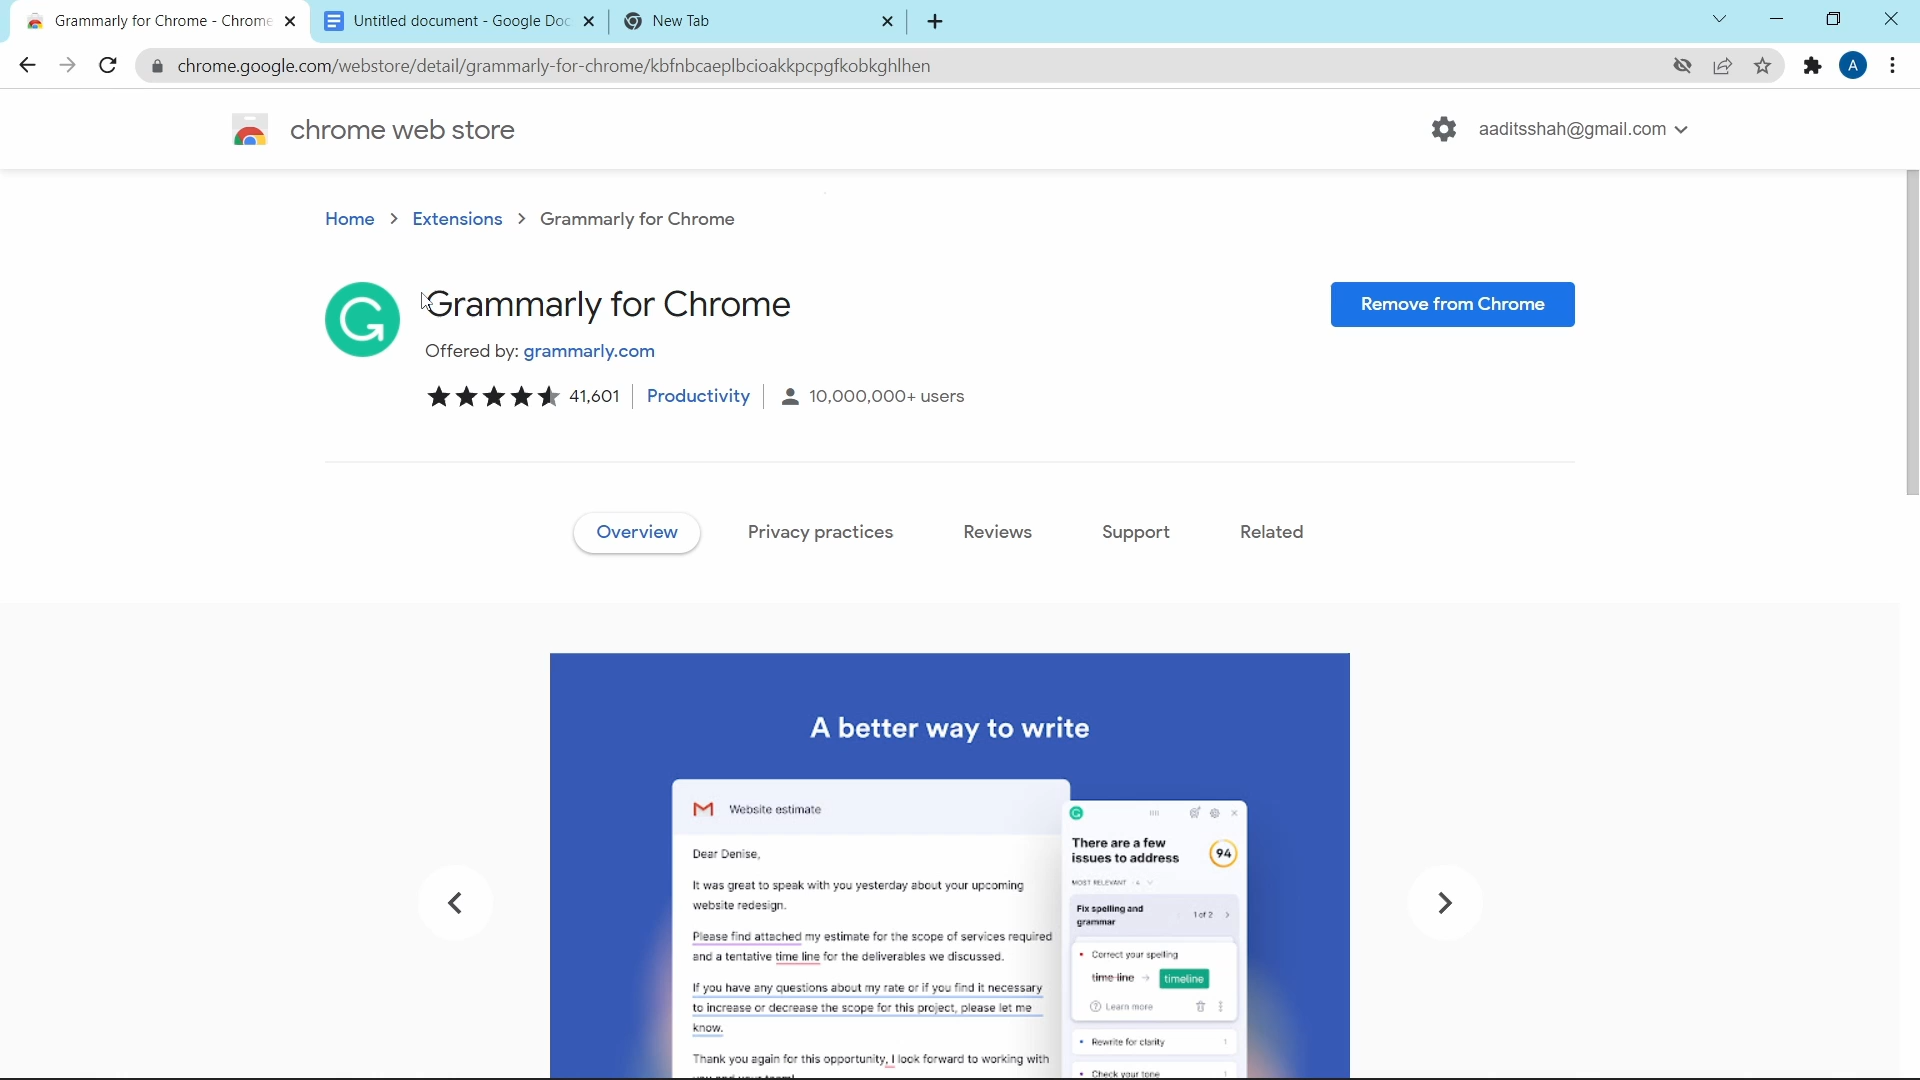 Grammarly for Chrome - Chrome
Untitled document - Google Doc
New Tab
chrome.google.com/webstore/detail/grammarly-for-chrome/kbfnbcaeplbcioakkpcpgfkobkghlhen
A
chrome web store
aaditsshah@gmail.com
Home > Extensions > Grammarly for Chrome
Grammarly for Chrome
Remove from Chrome
Offered by: grammarly.com
41,601 Productivity 10,000,000+ users
Overview Privacy practices Reviews Support Related
A better way to write
Website estimate
Dear Denise,
It was great to speak with you yesterday about your upcoming
website redesign.
Please find attached my estimate for the scope of services required
and a tentative time line for the deliverables we discussed.
If you have any questions about my rate or if you find it necessary
to increase or decrease the scope for this project, please let me
know.
Thank you again for this opportunity, I look forward to working with
There are a few
issues to address
94
MOST RELEVANT
Fix spelling and
grammar
1 of 2
Correct your spelling
time line → timeline
Learn more
Rewrite for clarity 1
Check your tone